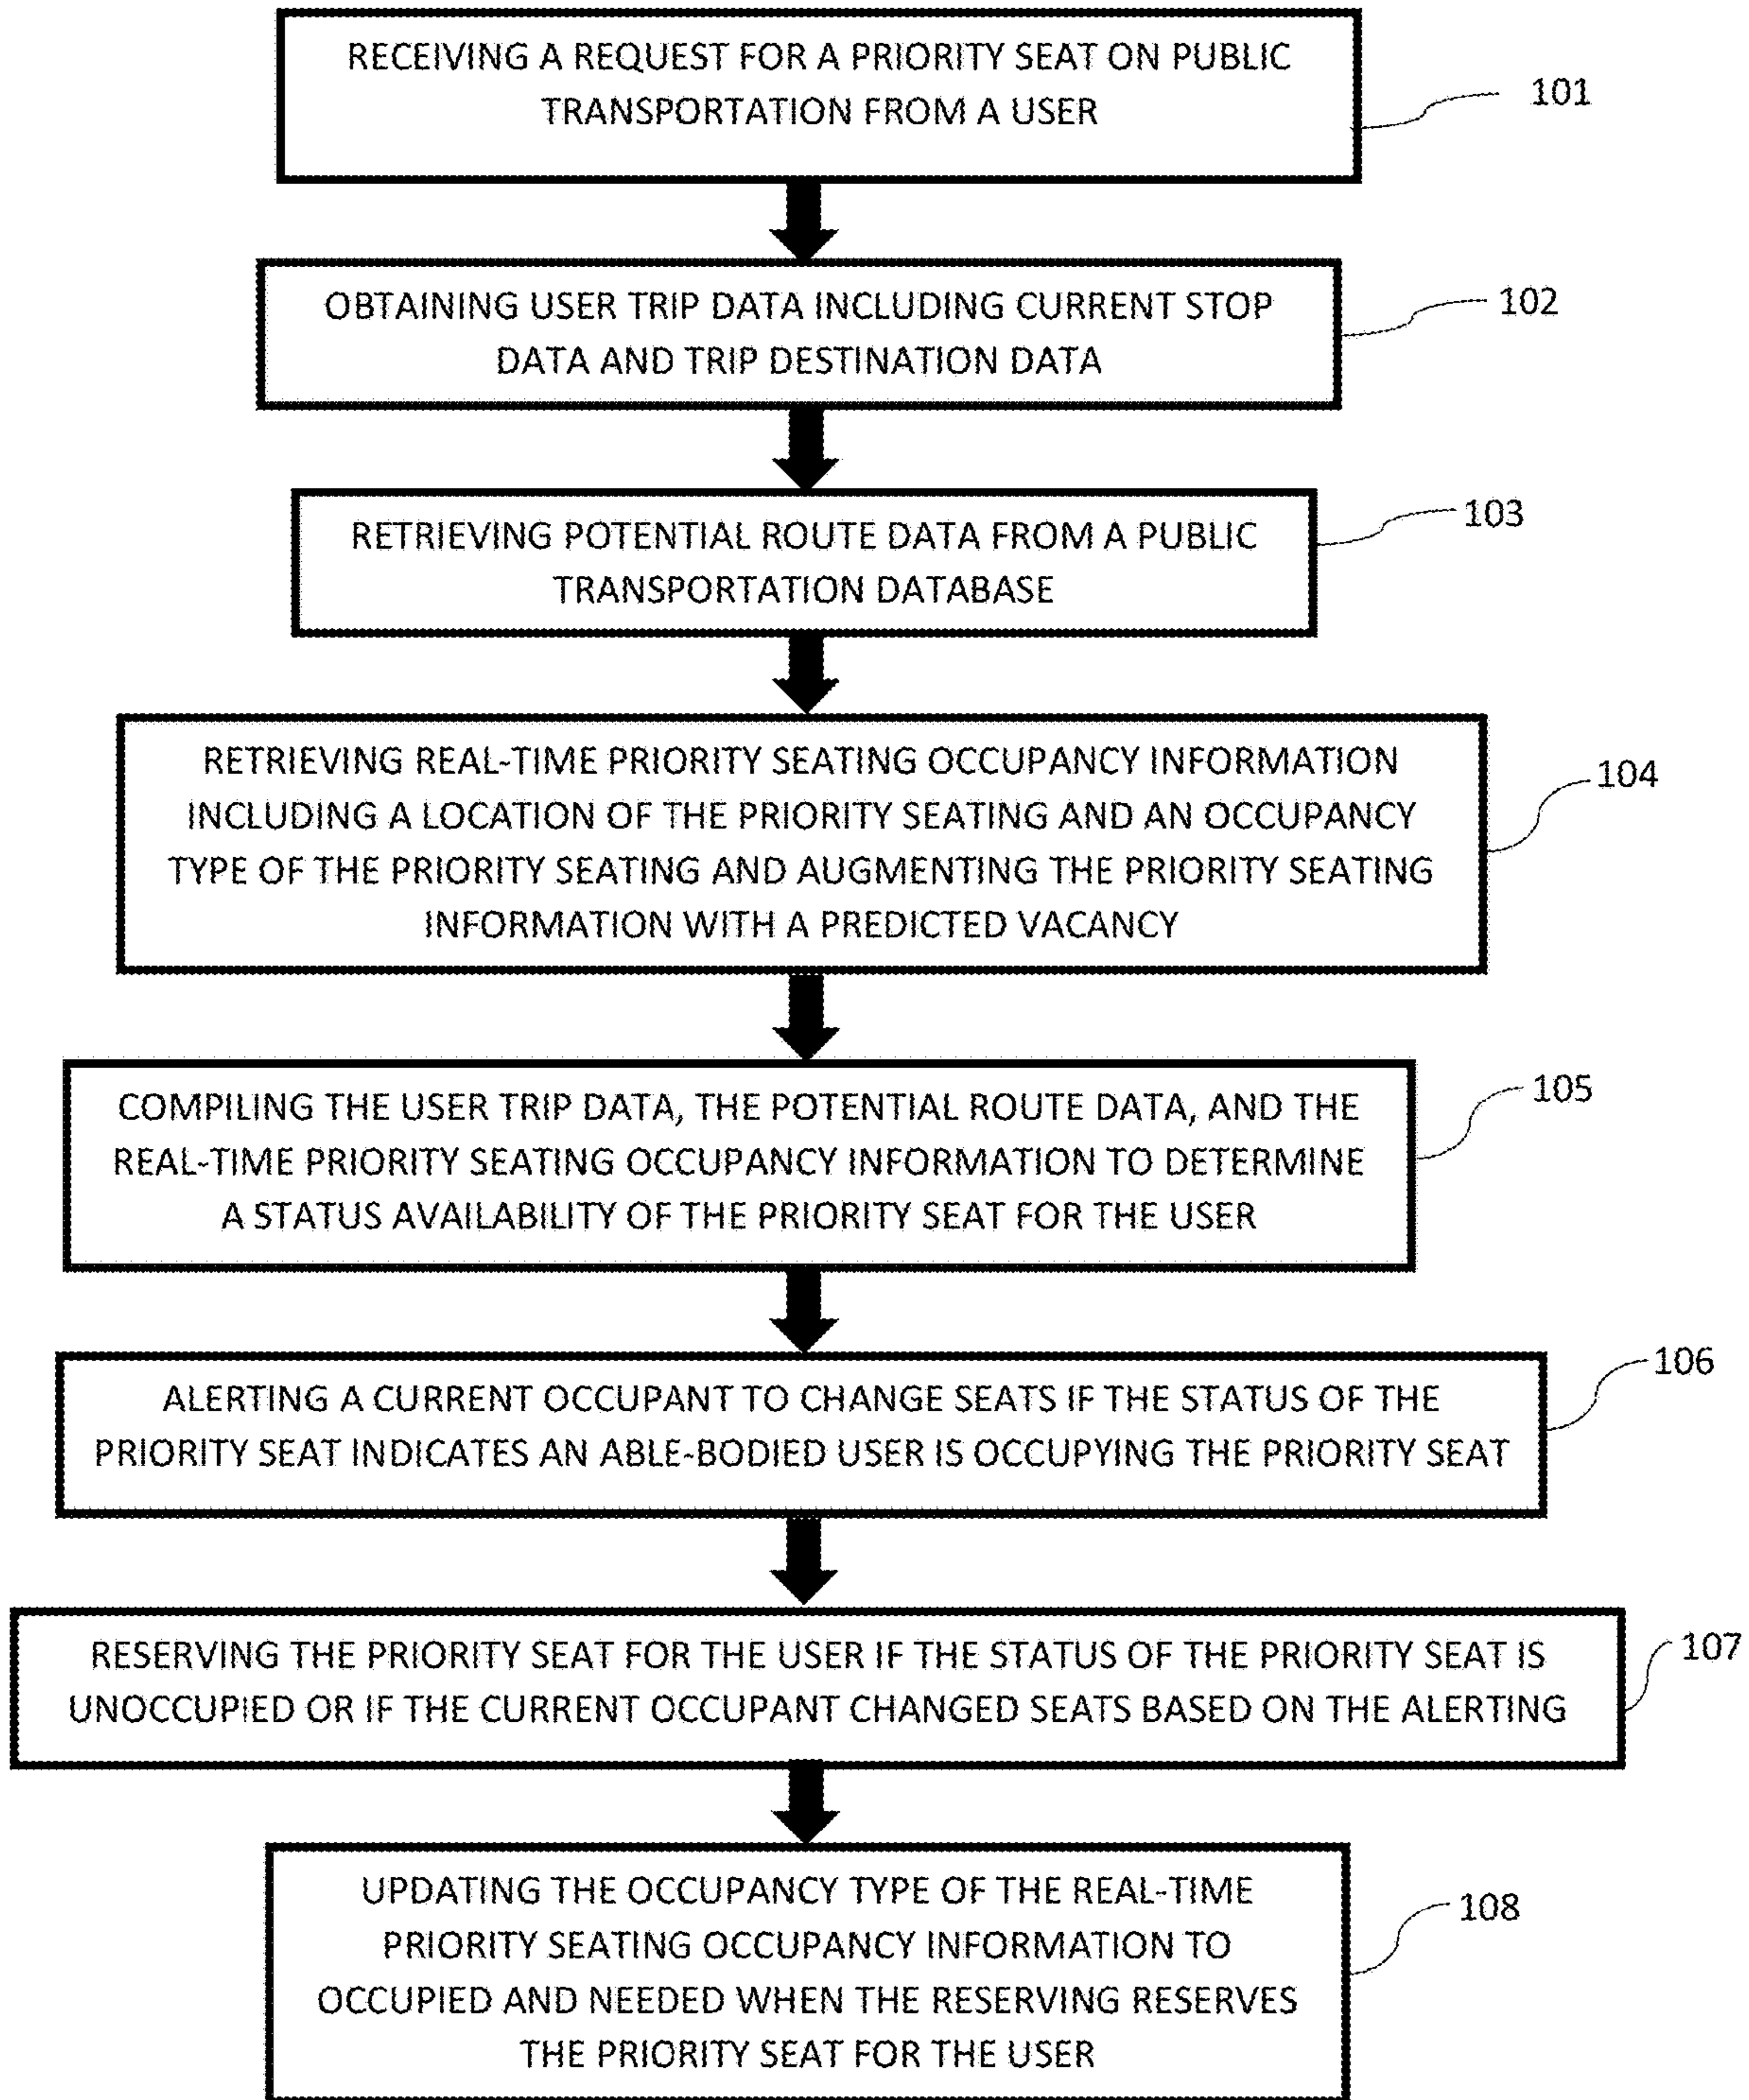 RECEIVING A REQUEST FOR A PRIORITY SEAT ON PUBLIC
TRANSPORTATION FROM A USER
101
OBTAINING USER TRIP DATA INCLUDING CURRENT STOP
DATA AND TRIP DESTINATION DATA
102
RETRIEVING POTENTIAL ROUTE DATA FROM A PUBLIC
TRANSPORTATION DATABASE
103
RETRIEVING REAL-TIME PRIORITY SEATING OCCUPANCY INFORMATION
INCLUDING A LOCATION OF THE PRIORITY SEATING AND AN OCCUPANCY
TYPE OF THE PRIORITY SEATING AND AUGMENTING THE PRIORITY SEATING
INFORMATION WITH A PREDICTED VACANCY
104
COMPILING THE USER TRIP DATA, THE POTENTIAL ROUTE DATA, AND THE
REAL-TIME PRIORITY SEATING OCCUPANCY INFORMATION TO DETERMINE
A STATUS AVAILABILITY OF THE PRIORITY SEAT FOR THE USER
105
ALERTING A CURRENT OCCUPANT TO CHANGE SEATS IF THE STATUS OF THE
PRIORITY SEAT INDICATES AN ABLE-BODIED USER IS OCCUPYING THE PRIORITY SEAT
106
RESERVING THE PRIORITY SEAT FOR THE USER IF THE STATUS OF THE PRIORITY SEAT IS
UNOCCUPIED OR IF THE CURRENT OCCUPANT CHANGED SEATS BASED ON THE ALERTING
107
UPDATING THE OCCUPANCY TYPE OF THE REAL-TIME
PRIORITY SEATING OCCUPANCY INFORMATION TO
OCCUPIED AND NEEDED WHEN THE RESERVING RESERVES
THE PRIORITY SEAT FOR THE USER
108